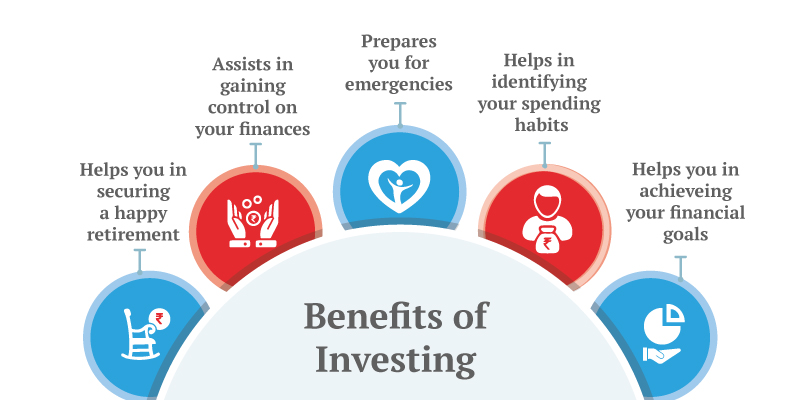 Helps you in
securing
a happy
retirement
Assists in
gaining
control on
your finances
Prepares
you for
emergencies
Helps in
identifying
your spending
habits
Helps you in
achieveing
your financial
goals
₹
₹
₹
Benefits of
Investing